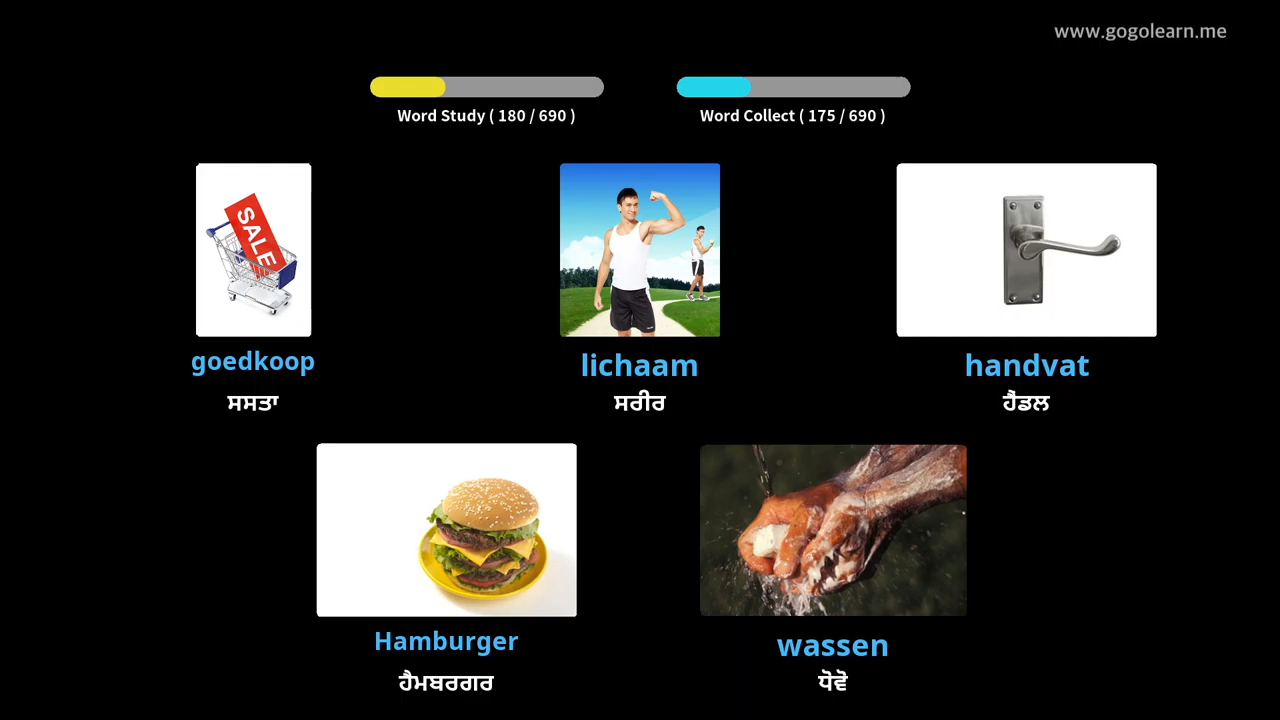 www.gogolearn.me
Word Study ( 180 / 690 )
Word Collect ( 175 / 690 )
SALE
goedkoop
lichaam
handvat
ਸਸਤਾ
ਸਰੀਰ
ਹੈਂਡਲ
Hamburger
wassen
ਹੈਮਬਰਗਰ
ਧੋਵੋ